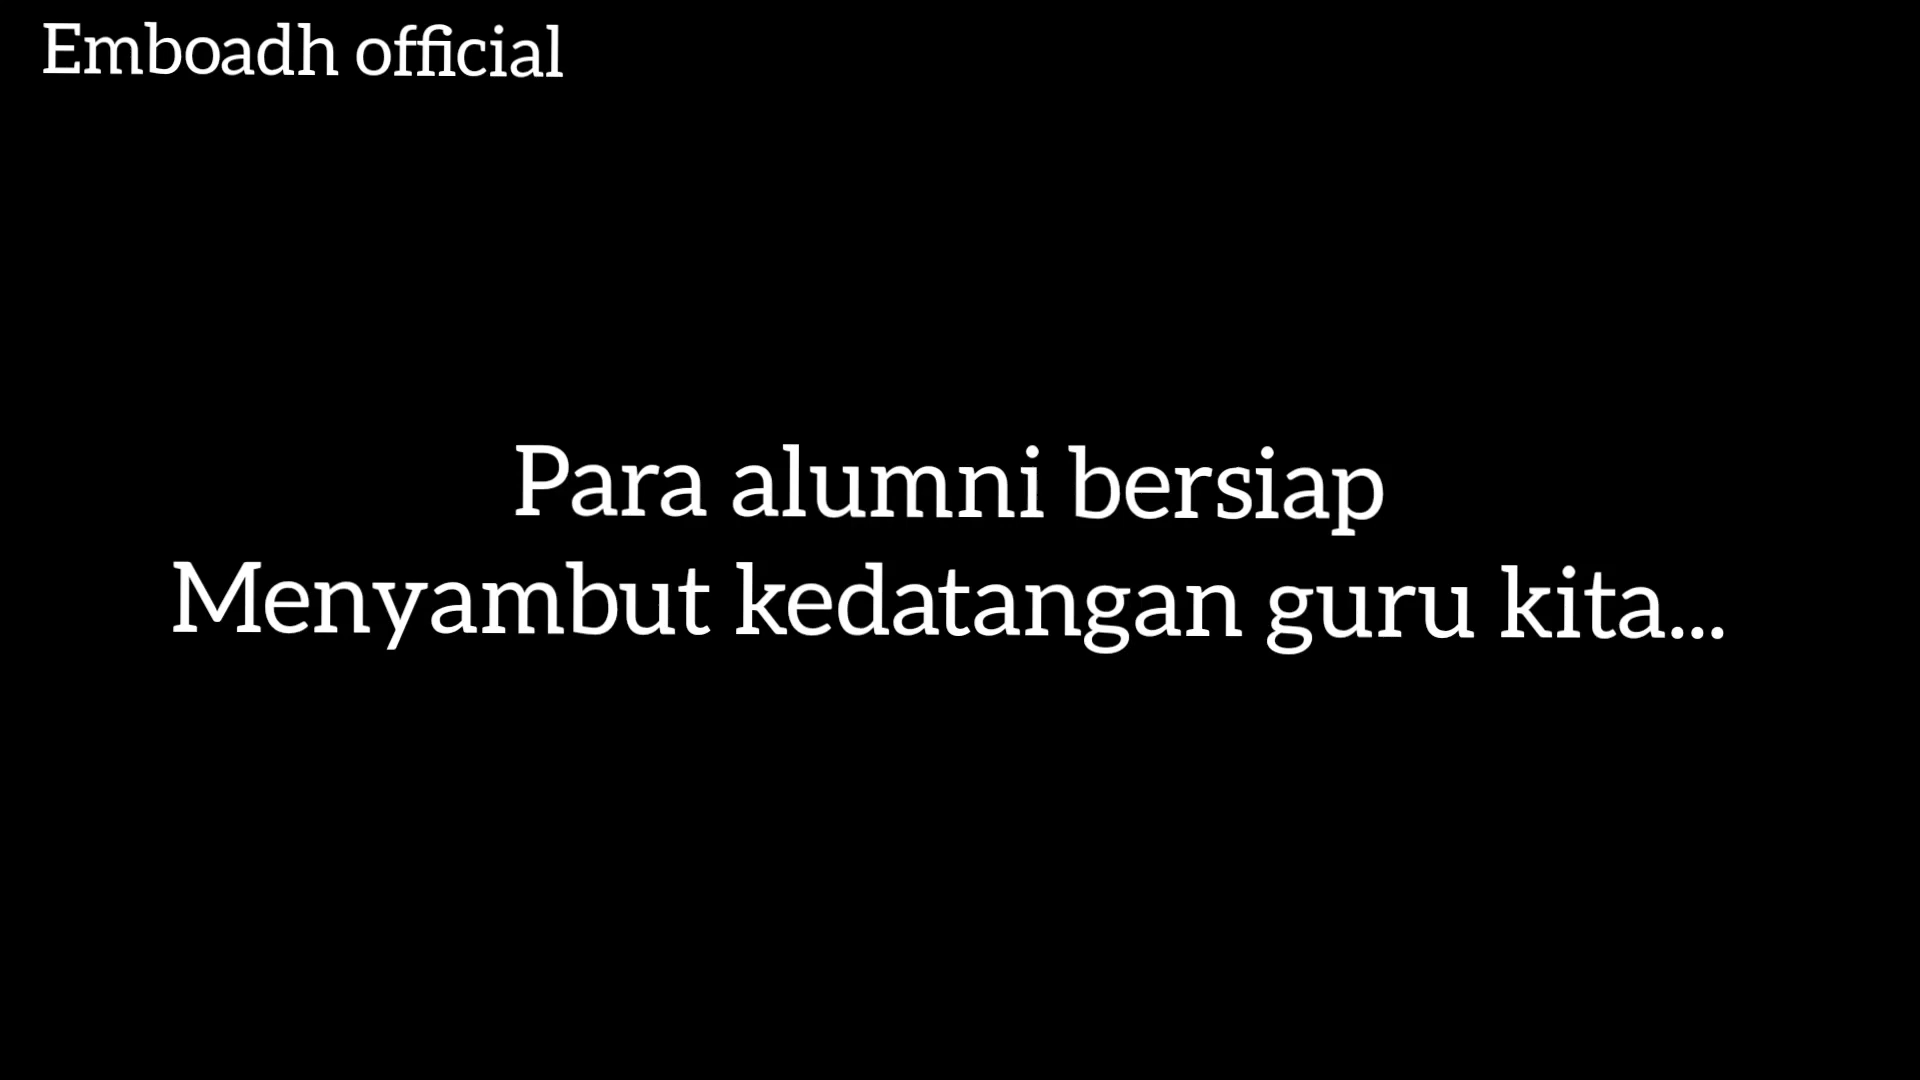 Emboadh official
Para alumni bersiap
Menyambut kedatangan guru kita...